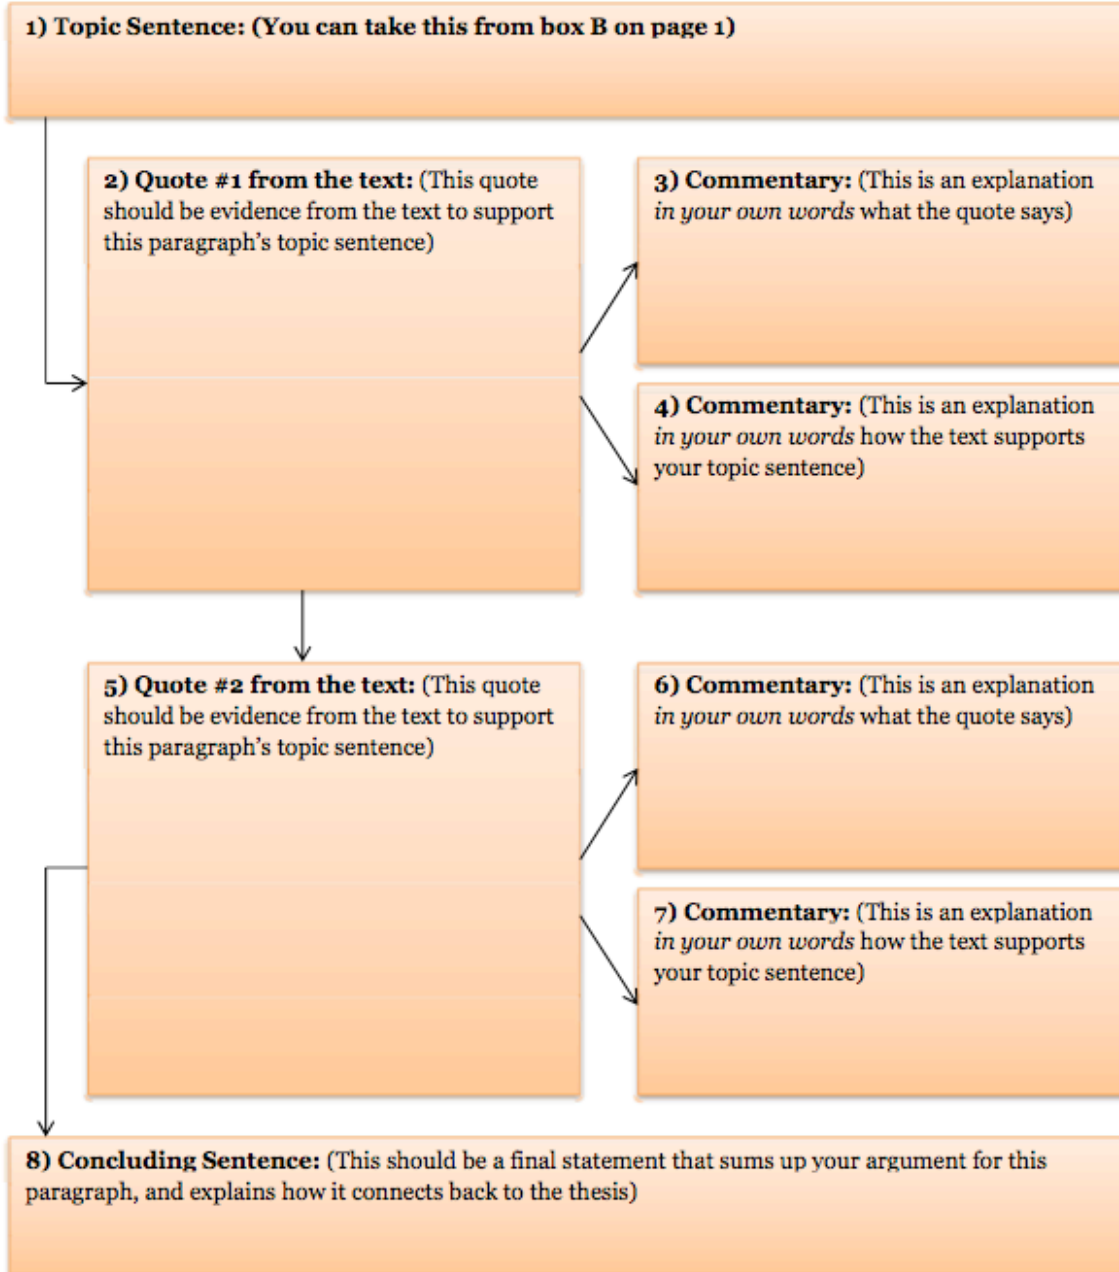 1) Topic Sentence: (You can take this from box B on page 1)
2) Quote #1 from the text: (This quote
should be evidence from the text to support
this paragraph's topic sentence)
3) Commentary: (This is an explanation
in your own words what the quote says)
4) Commentary: (This is an explanation
in your own words how the text supports
your topic sentence)
5) Quote #2 from the text: (This quote
should be evidence from the text to support
this paragraph's topic sentence)
6) Commentary: (This is an explanation
in your own words what the quote says)
7) Commentary: (This is an explanation
in your own words how the text supports
your topic sentence)
8) Concluding Sentence: (This should be a final statement that sums up your argument for this
paragraph, and explains how it connects back to the thesis)